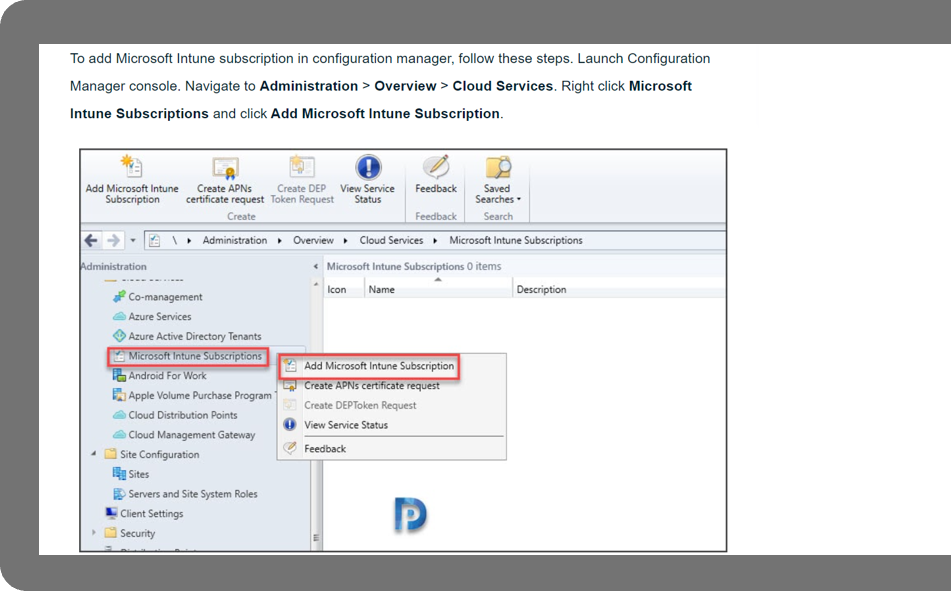 To add Microsoft Intune subscription in configuration manager, follow these steps. Launch Configuration
Manager console. Navigate to Administration > Overview > Cloud Services. Right click Microsoft
Intune Subscriptions and click Add Microsoft Intune Subscription.
Add Microsoft Intune Subscription
Create APNs certificate request
Create DEP Token Request
View Service Status
Feedback
Saved Searches
Create
Feedback
Search
\ Administration Overview Cloud Services Microsoft Intune Subscriptions
Administration
Microsoft Intune Subscriptions 0 items
Icon Name Description
Co-management
Azure Services
Azure Active Directory Tenants
Microsoft Intune Subscriptions
Add Microsoft Intune Subscription
Android For Work
Create APNs certificate request
Apple Volume Purchase Program
Create DEPToken Request
Cloud Distribution Points
View Service Status
Cloud Management Gateway
Feedback
Site Configuration
Sites
Servers and Site System Roles
Client Settings
Security